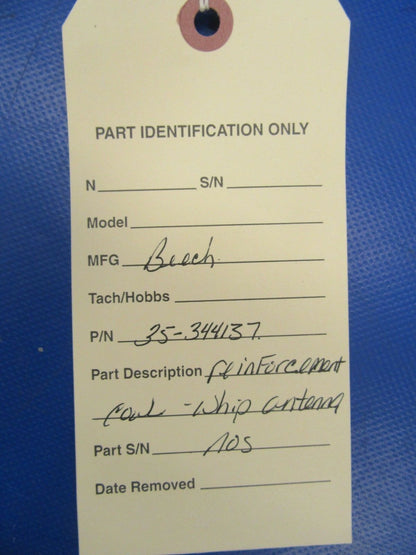 PART IDENTIFICATION ONLY
N S/N
Model
MFG Beech
Tach/Hobbs
P/N 35-344137
Part Description reinForcement
cowl - whip antenna
Part S/N NOS
Date Removed